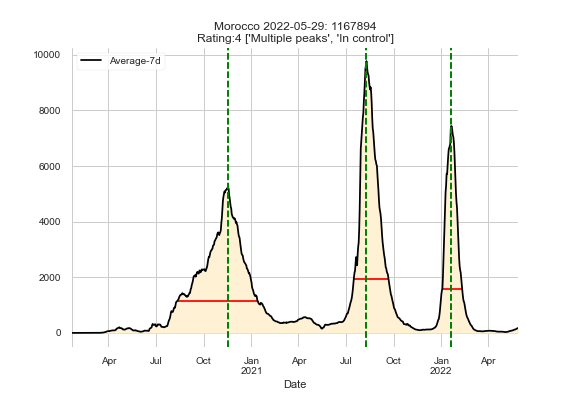 Morocco 2022-05-29: 1167894
Rating:4 ['Multiple peaks', 'In control']
Average-7d
10000
8000
6000
4000
2000
0
Apr Jul Oct Jan Apr Jul Oct Jan Apr
2021 2022
Date